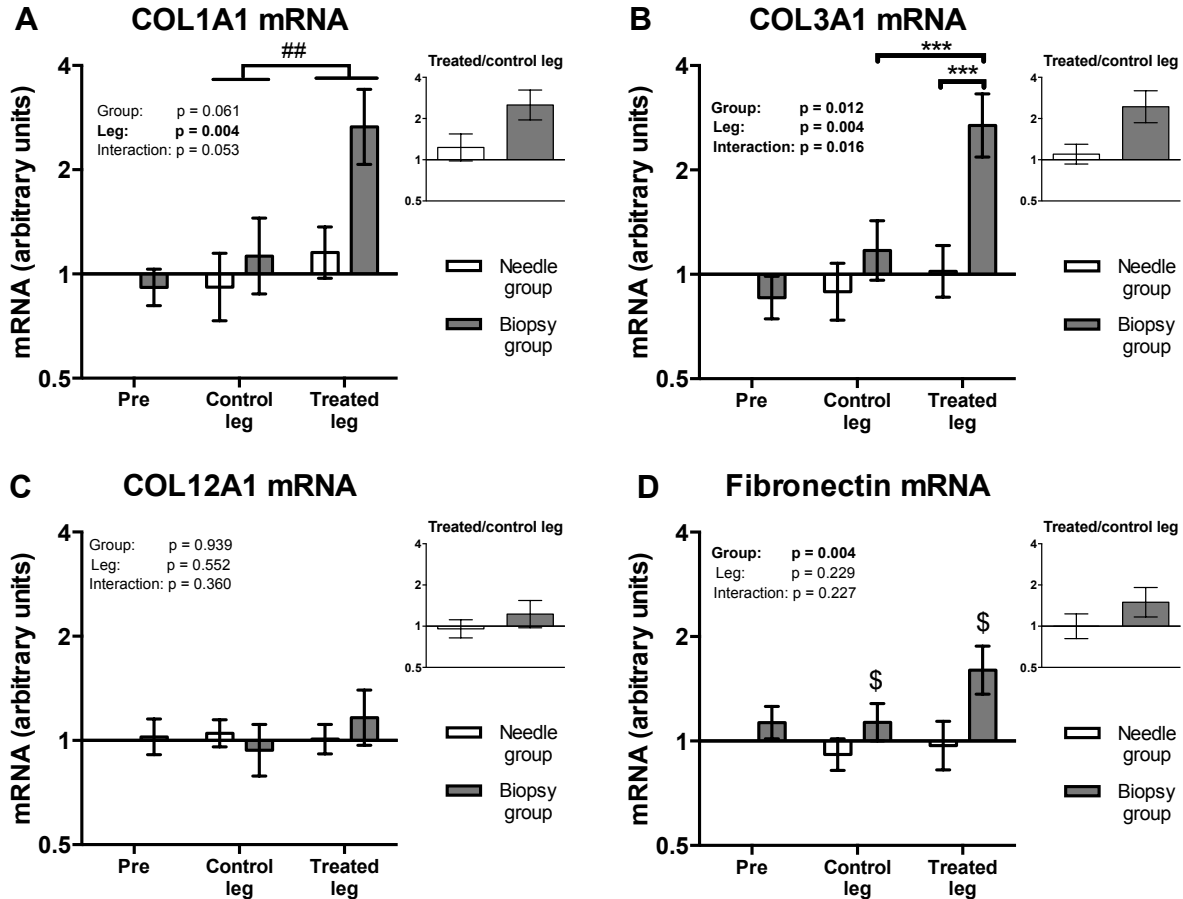 A
COL1A1 mRNA
##
Group: p = 0.061
Leg: p = 0.004
Interaction: p = 0.053
mRNA (arbitrary units)
4
2
1
0.5
Pre
Control leg
Treated leg
Treated/control leg
4
2
1
0.5
Needle group
Biopsy group
B
COL3A1 mRNA
***
***
Group: p = 0.012
Leg: p = 0.004
Interaction: p = 0.016
mRNA (arbitrary units)
4
2
1
0.5
Pre
Control leg
Treated leg
Treated/control leg
4
2
1
0.5
Needle group
Biopsy group
C
COL12A1 mRNA
Group: p = 0.939
Leg: p = 0.552
Interaction: p = 0.360
mRNA (arbitrary units)
4
2
1
0.5
Pre
Control leg
Treated leg
Treated/control leg
4
2
1
0.5
Needle group
Biopsy group
D
Fibronectin mRNA
Group: p = 0.004
Leg: p = 0.229
Interaction: p = 0.227
$
$
mRNA (arbitrary units)
4
2
1
0.5
Pre
Control leg
Treated leg
Treated/control leg
4
2
1
0.5
Needle group
Biopsy group